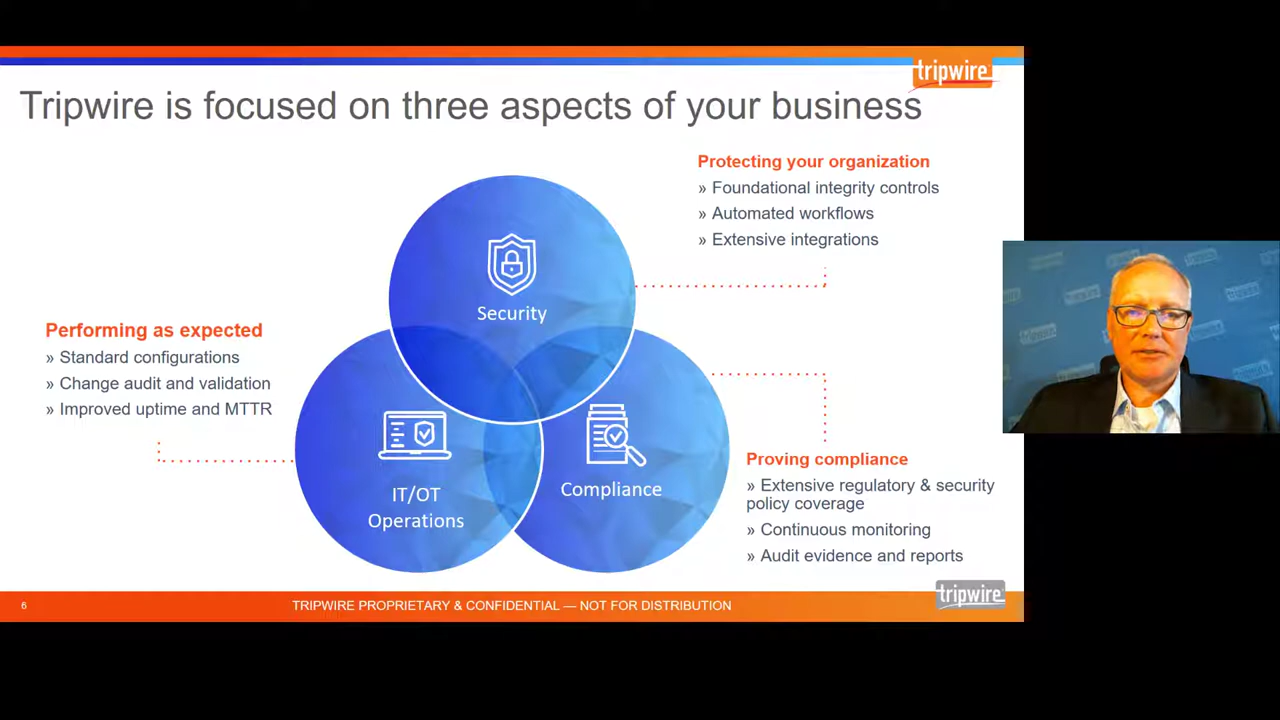 tripwire
Tripwire is focused on three aspects of your business
Protecting your organization
» Foundational integrity controls
» Automated workflows
» Extensive integrations
Security
Performing as expected
» Standard configurations
» Change audit and validation
» Improved uptime and MTTR
IT/OT
Operations
Compliance
Proving compliance
» Extensive regulatory & security
policy coverage
» Continuous monitoring
» Audit evidence and reports
6
TRIPWIRE PROPRIETARY & CONFIDENTIAL — NOT FOR DISTRIBUTION
tripwire